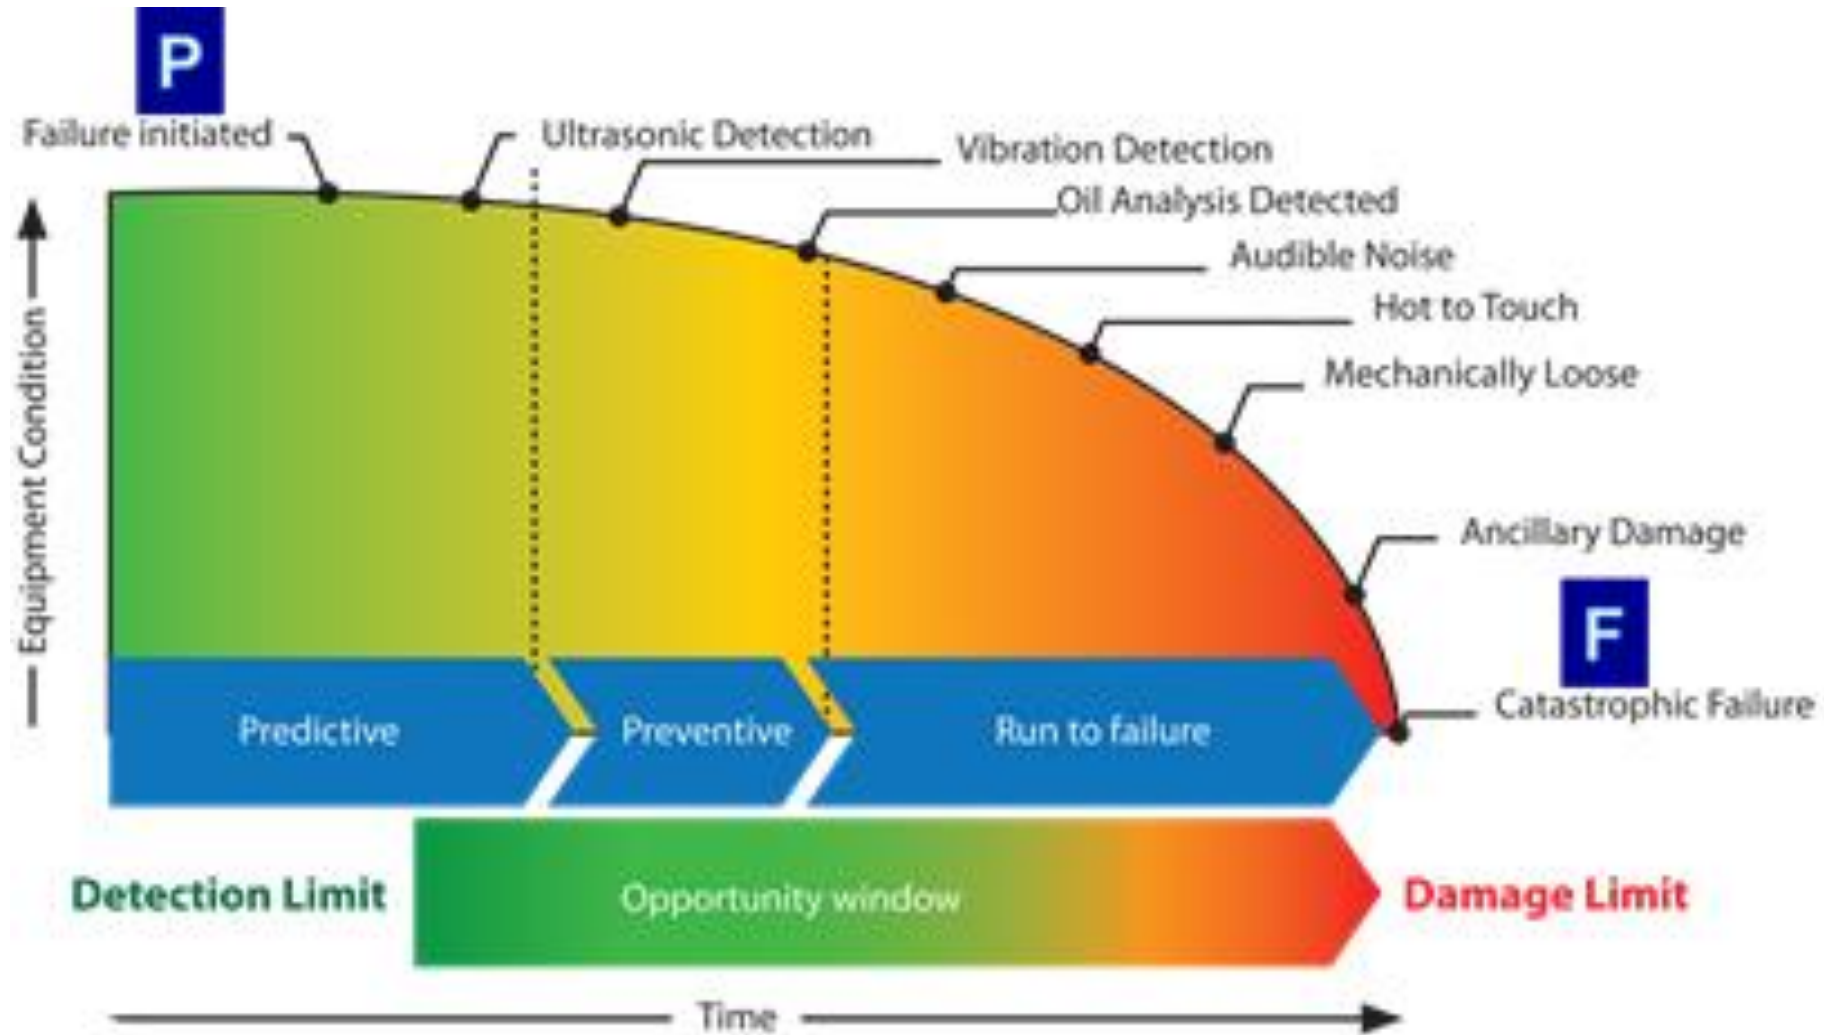 P
Failure initiated
Ultrasonic Detection
Vibration Detection
Oil Analysis Detected
Audible Noise
Hot to Touch
Mechanically Loose
Ancillary Damage
F
Catastrophic Failure
Equipment Condition
Predictive
Preventive
Run to failure
Detection Limit
Opportunity window
Damage Limit
Time